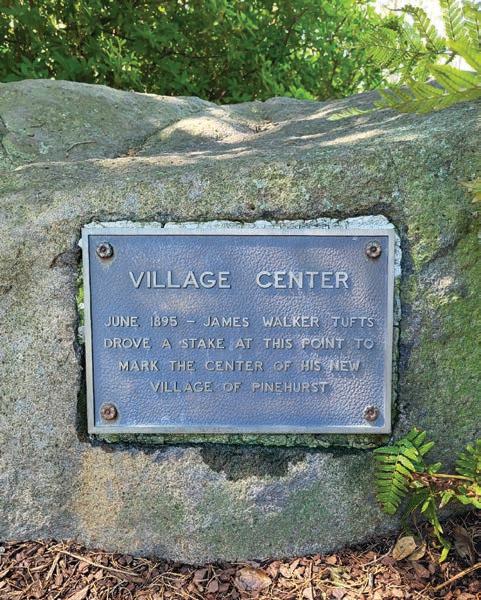 VILLAGE CENTER
JUNE 1895 – JAMES WALKER TUFTS
DROVE A STAKE AT THIS POINT TO
MARK THE CENTER OF HIS NEW
VILLAGE OF PINEHURST